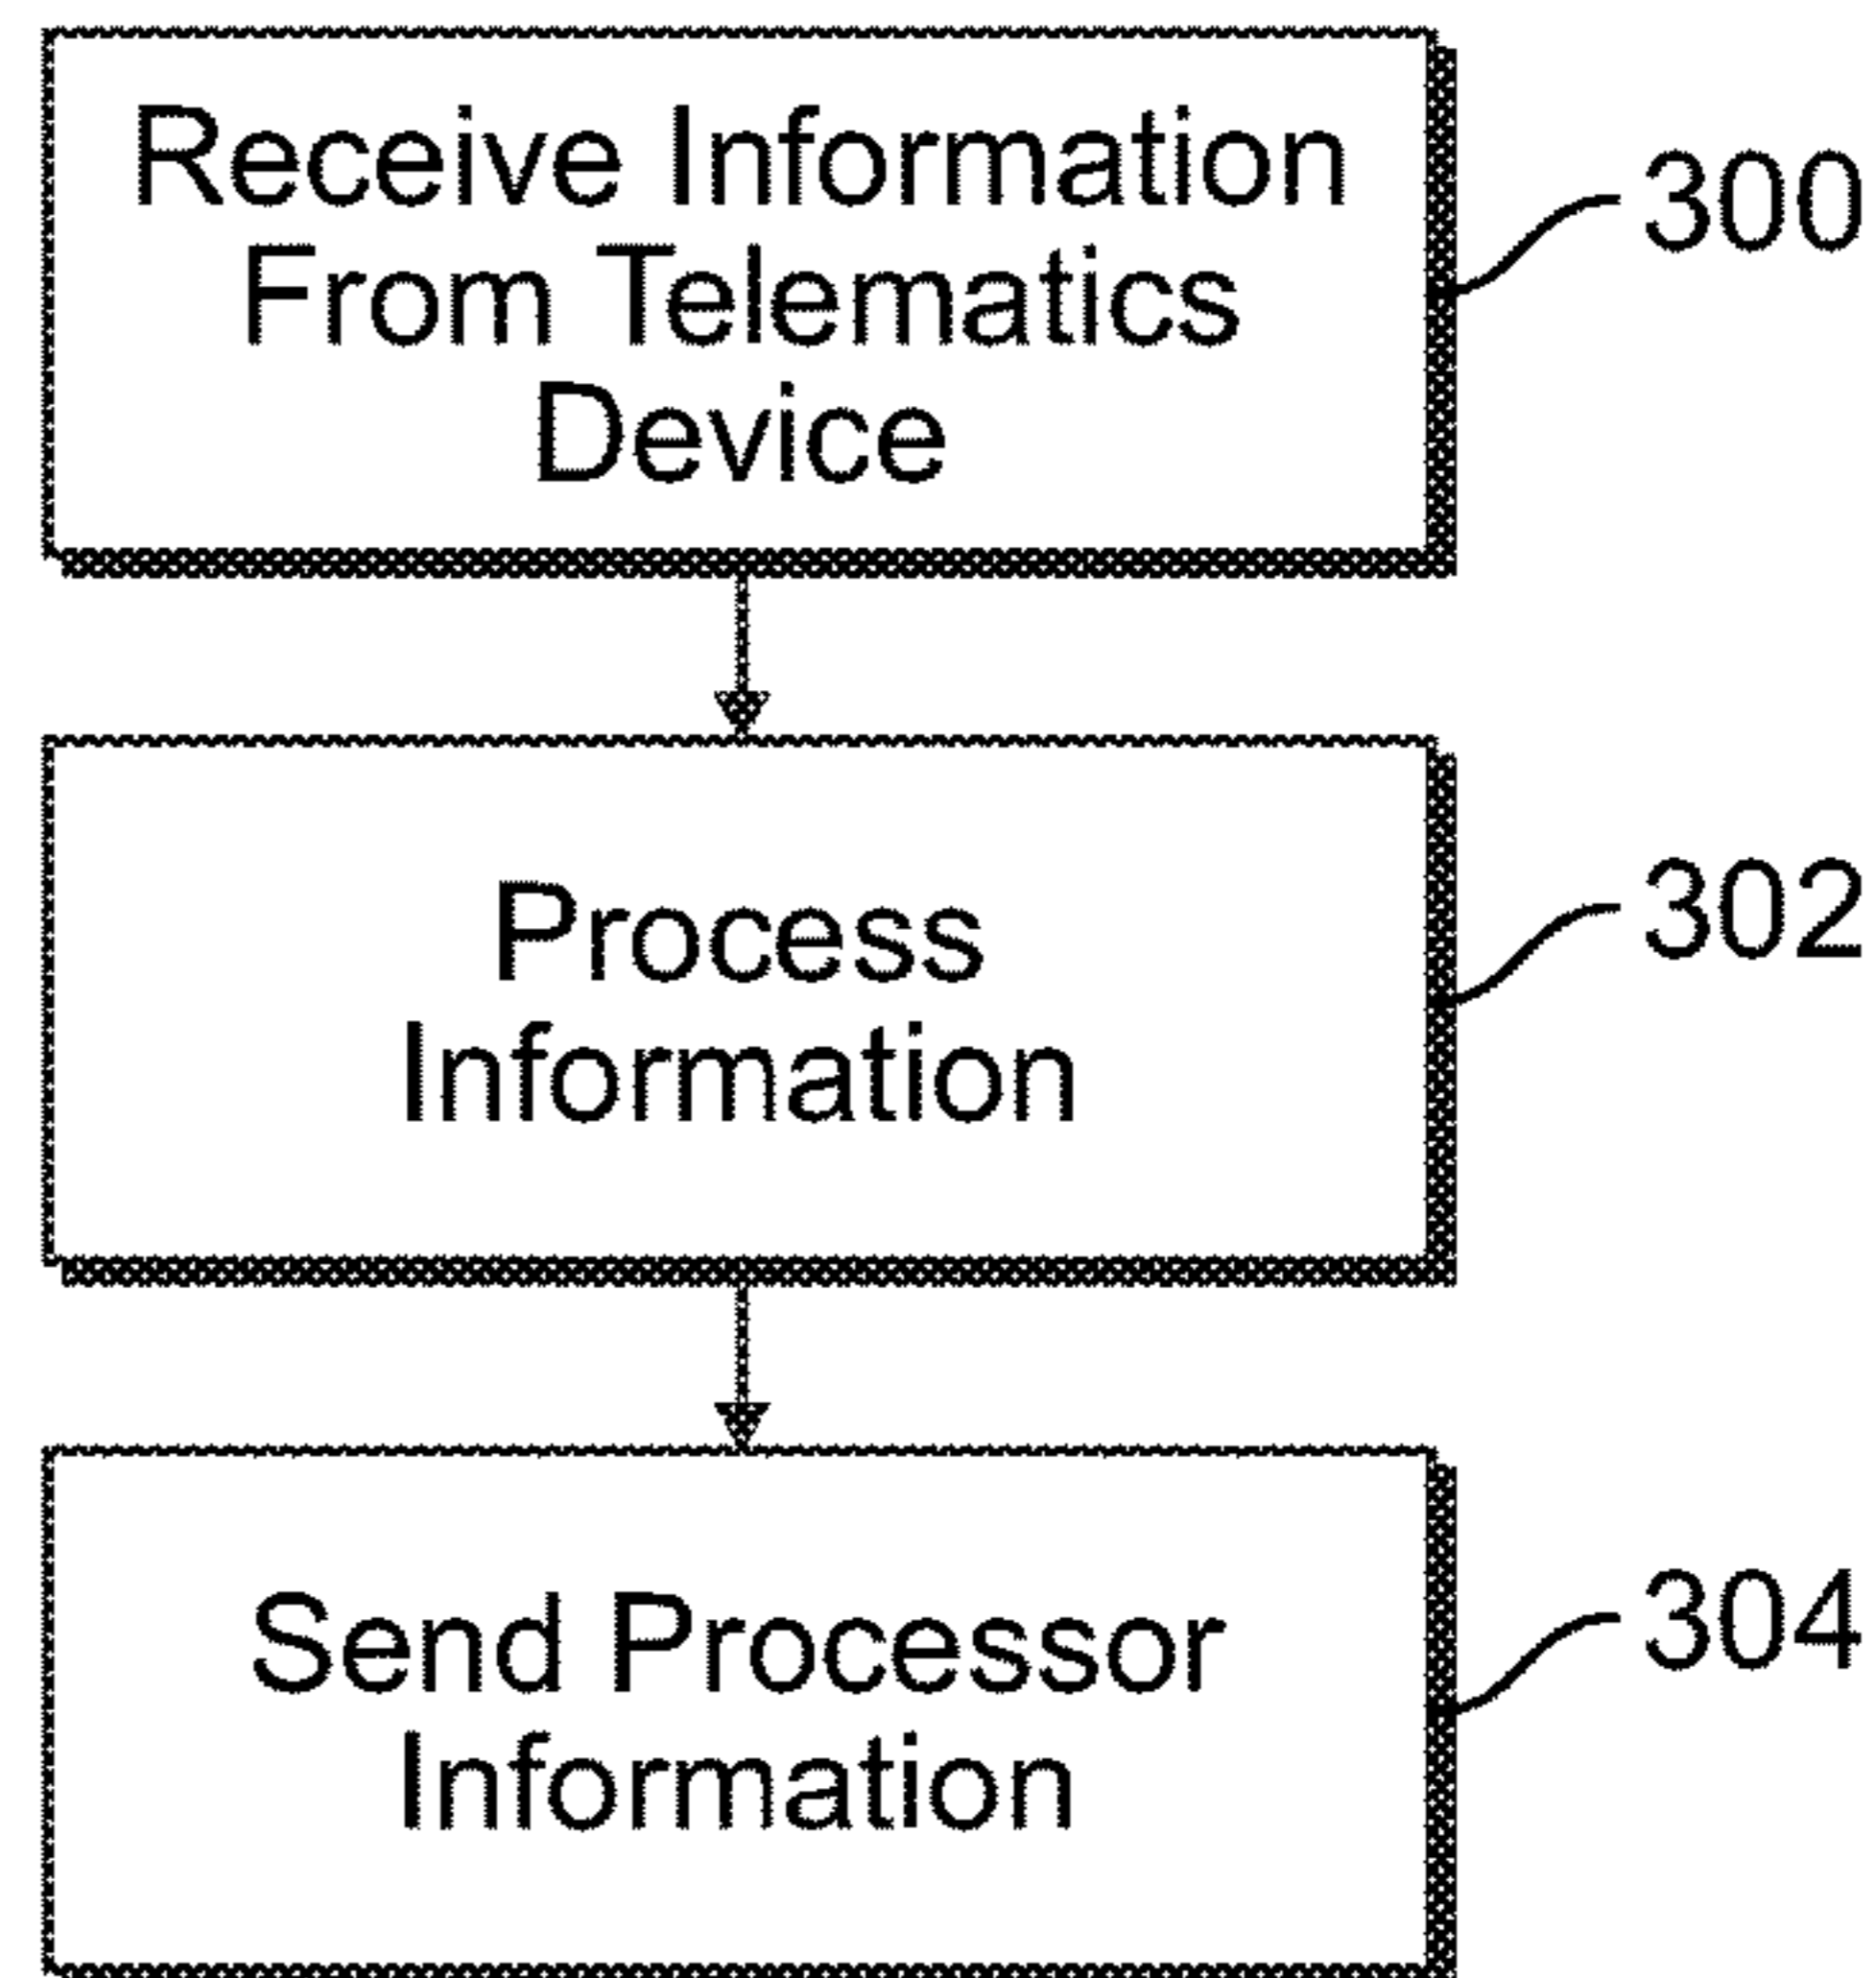 Receive Information
From Telematics
Device
300
Process
Information
302
Send Processor
Information
304